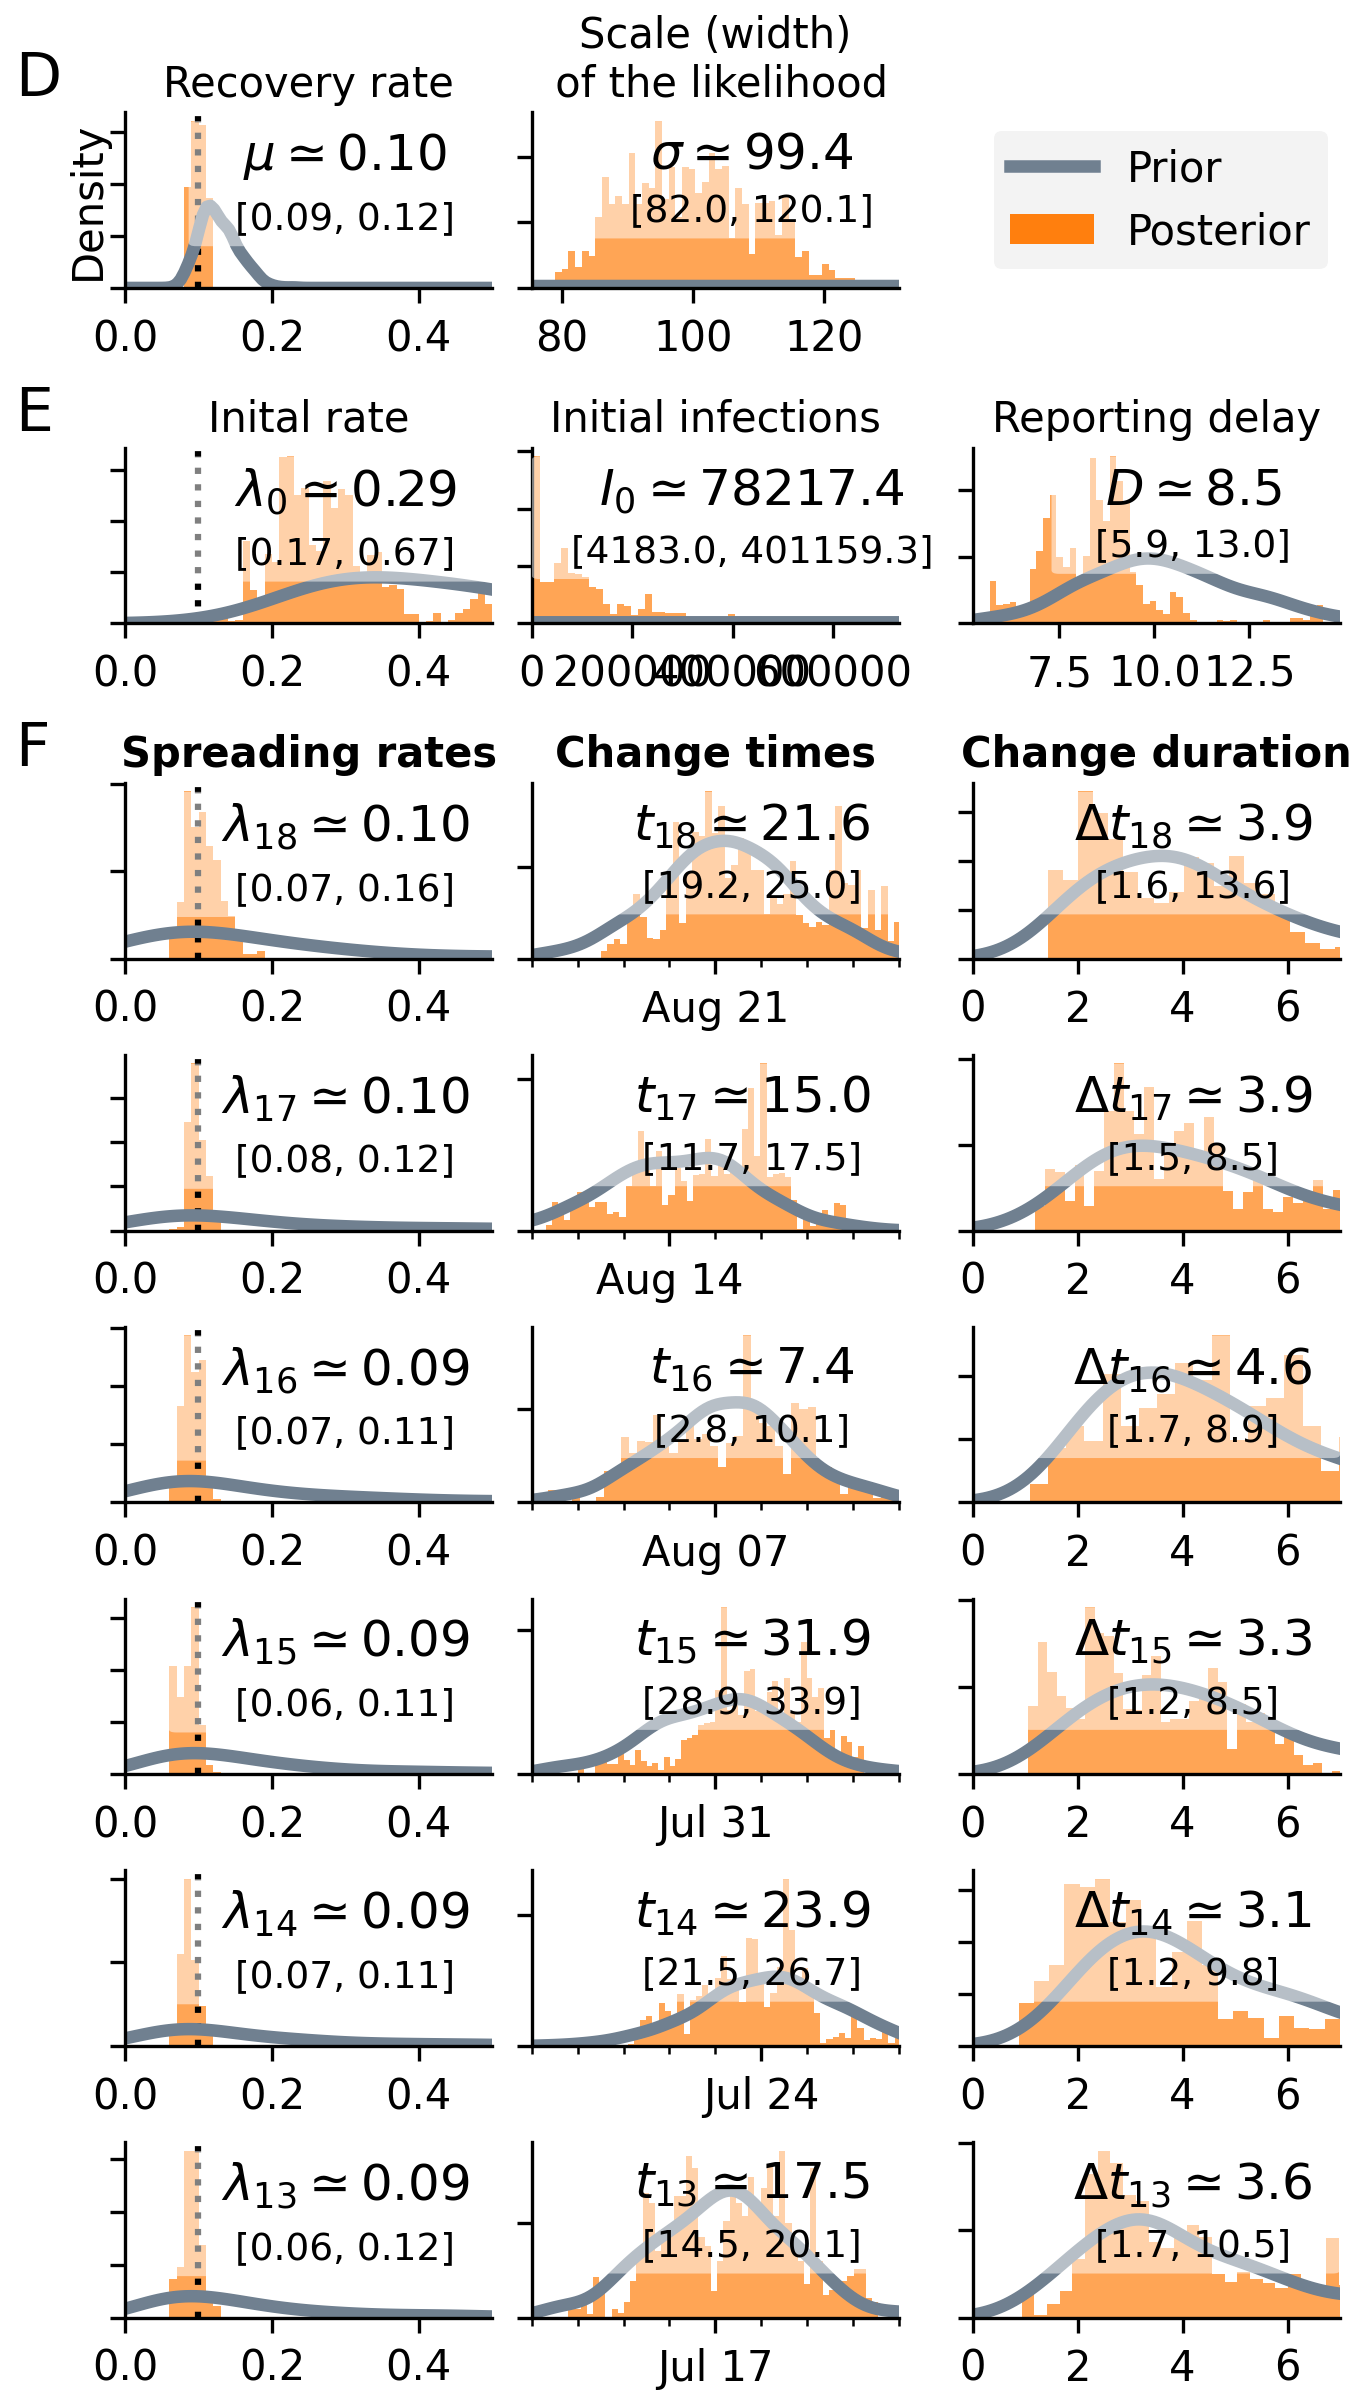 D
Recovery rate
Scale (width)
of the likelihood
Density
μ ≃ 0.10
[0.09, 0.12]
0.0 0.2 0.4
σ ≃ 99.4
[82.0, 120.1]
80 100 120
Prior
Posterior
E
Inital rate
Initial infections
Reporting delay
λ0 ≃ 0.29
[0.17, 0.67]
0.0 0.2 0.4
I0 ≃ 78217.4
[4183.0, 401159.3]
0 200000 400000 600000
D ≃ 8.5
[5.9, 13.0]
7.5 10.0 12.5
F
Spreading rates
Change times
Change duration
λ18 ≃ 0.10
[0.07, 0.16]
0.0 0.2 0.4
t18 ≃ 21.6
[19.2, 25.0]
Aug 21
Δt18 ≃ 3.9
[1.6, 13.6]
0 2 4 6
λ17 ≃ 0.10
[0.08, 0.12]
0.0 0.2 0.4
t17 ≃ 15.0
[11.7, 17.5]
Aug 14
Δt17 ≃ 3.9
[1.5, 8.5]
0 2 4 6
λ16 ≃ 0.09
[0.07, 0.11]
0.0 0.2 0.4
t16 ≃ 7.4
[2.8, 10.1]
Aug 07
Δt16 ≃ 4.6
[1.7, 8.9]
0 2 4 6
λ15 ≃ 0.09
[0.06, 0.11]
0.0 0.2 0.4
t15 ≃ 31.9
[28.9, 33.9]
Jul 31
Δt15 ≃ 3.3
[1.2, 8.5]
0 2 4 6
λ14 ≃ 0.09
[0.07, 0.11]
0.0 0.2 0.4
t14 ≃ 23.9
[21.5, 26.7]
Jul 24
Δt14 ≃ 3.1
[1.2, 9.8]
0 2 4 6
λ13 ≃ 0.09
[0.06, 0.12]
0.0 0.2 0.4
t13 ≃ 17.5
[14.5, 20.1]
Jul 17
Δt13 ≃ 3.6
[1.7, 10.5]
0 2 4 6